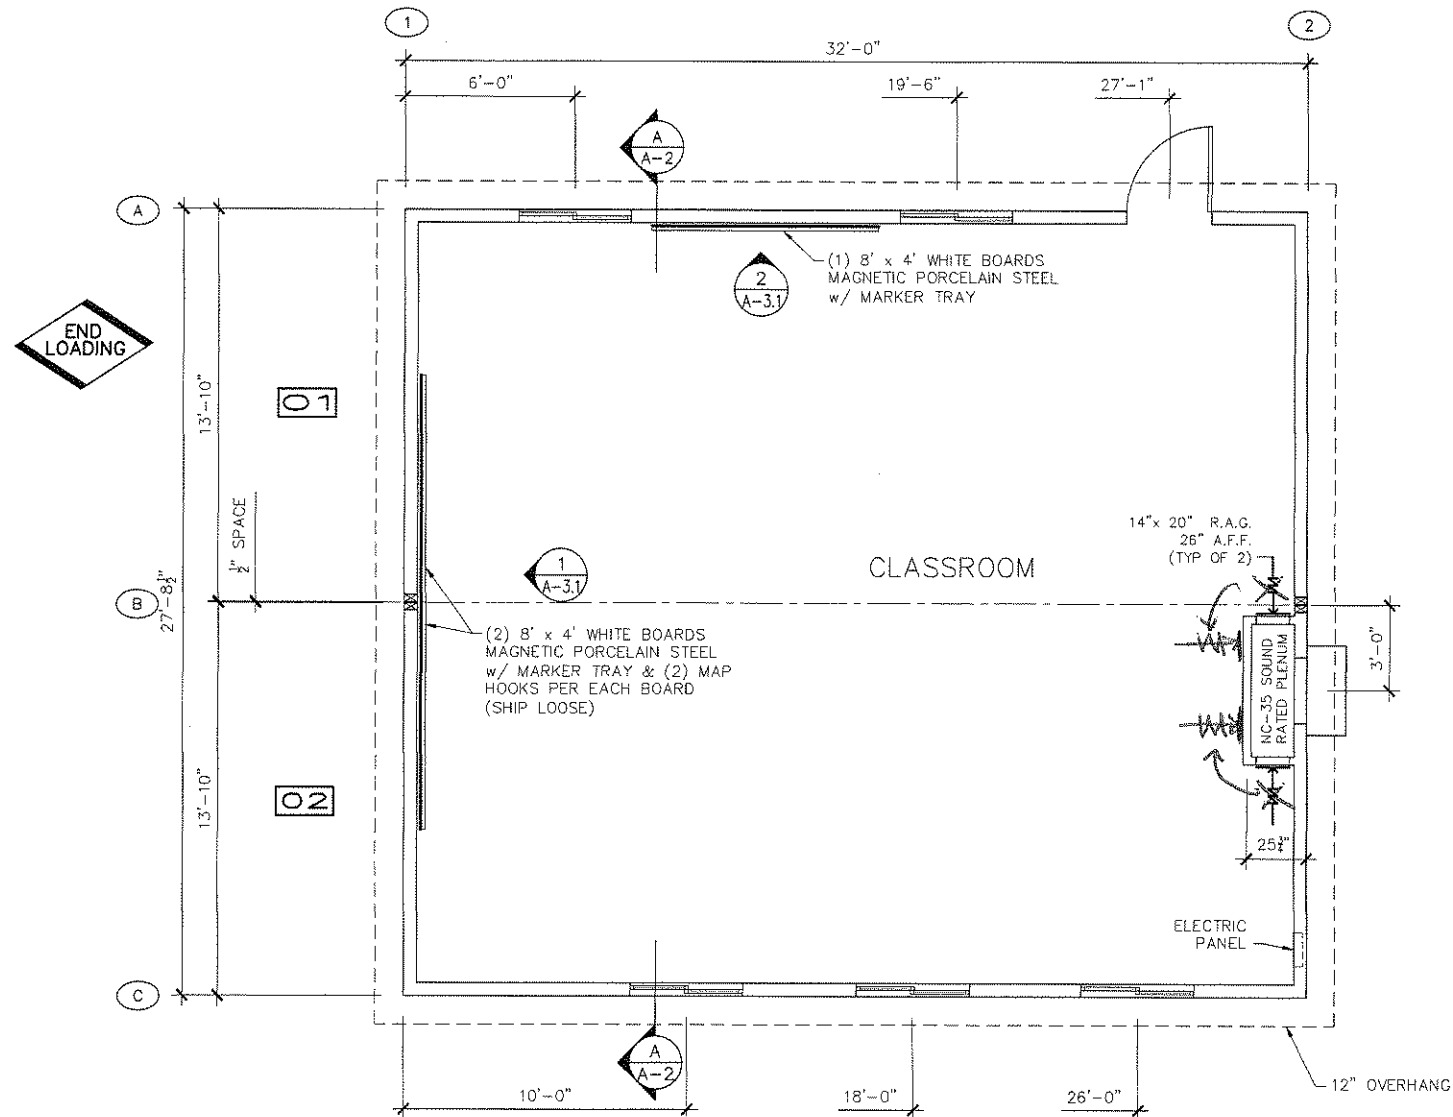 1
2
32'-0"
6'-0"
19'-6"
27'-1"
A
A-2
A
(1) 8' x 4' WHITE BOARDS
MAGNETIC PORCELAIN STEEL
w/ MARKER TRAY
2
A-3.1
END
LOADING
01
13'-10"
1/2" SPACE
27'-8 1/2"
B
1
A-3.1
CLASSROOM
14"x 20" R.A.G.
26" A.F.F.
(TYP OF 2)
(2) 8' x 4' WHITE BOARDS
MAGNETIC PORCELAIN STEEL
w/ MARKER TRAY & (2) MAP
HOOKS PER EACH BOARD
(SHIP LOOSE)
NC-35 SOUND
RATED PLENUM
3'-0"
02
13'-10"
25 3/4"
ELECTRIC
PANEL
C
A
A-2
10'-0"
18'-0"
26'-0"
12" OVERHANG